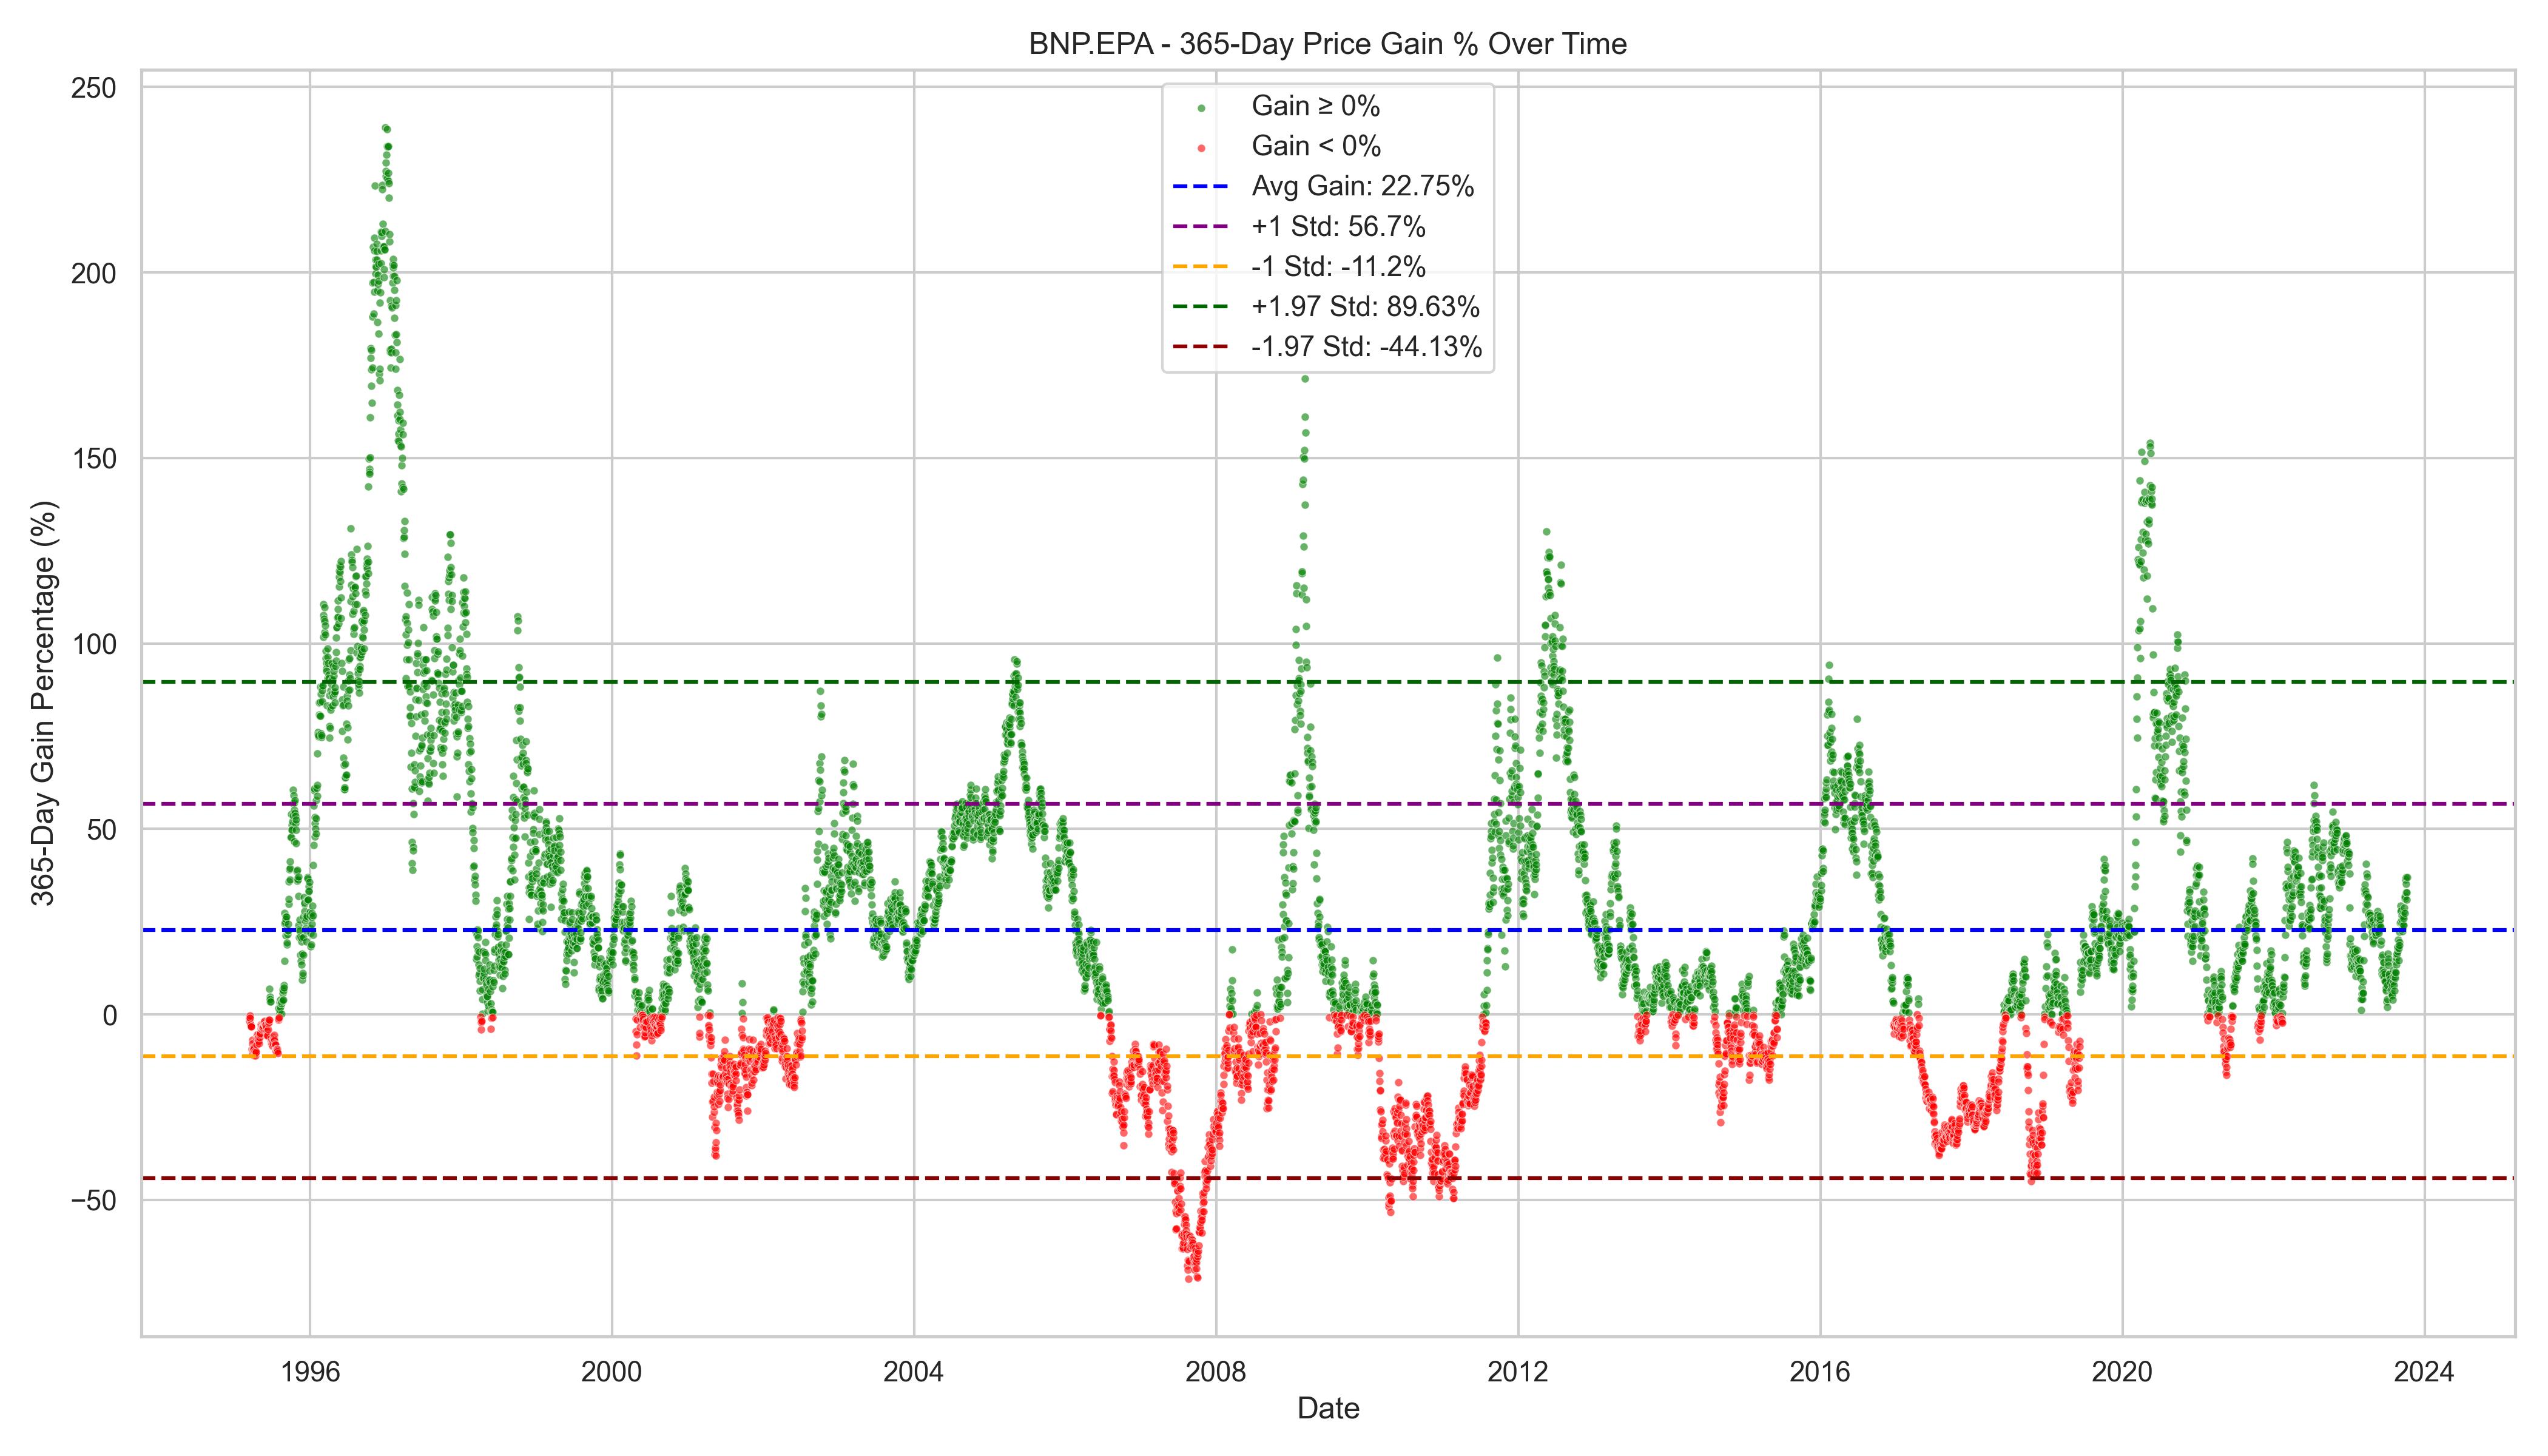 BNP.EPA - 365-Day Price Gain % Over Time
Gain ≥ 0%
Gain < 0%
Avg Gain: 22.75%
+1 Std: 56.7%
-1 Std: -11.2%
+1.97 Std: 89.63%
-1.97 Std: -44.13%
365-Day Gain Percentage (%)
250
200
150
100
50
0
−50
1996 2000 2004 2008 2012 2016 2020 2024
Date